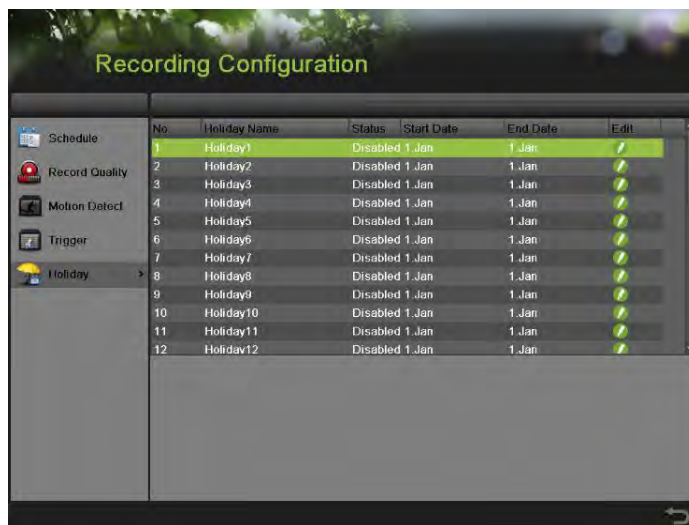 Recording Configuration
Schedule
Record Quality
Motion Detect
Trigger
Holiday
No. Holiday Name Status Start Date End Date Edit
1 Holiday1 Disabled 1.Jan 1.Jan
2 Holiday2 Disabled 1.Jan 1.Jan
3 Holiday3 Disabled 1.Jan 1.Jan
4 Holiday4 Disabled 1.Jan 1.Jan
5 Holiday5 Disabled 1.Jan 1.Jan
6 Holiday6 Disabled 1.Jan 1.Jan
7 Holiday7 Disabled 1.Jan 1.Jan
8 Holiday8 Disabled 1.Jan 1.Jan
9 Holiday9 Disabled 1.Jan 1.Jan
10 Holiday10 Disabled 1.Jan 1.Jan
11 Holiday11 Disabled 1.Jan 1.Jan
12 Holiday12 Disabled 1.Jan 1.Jan